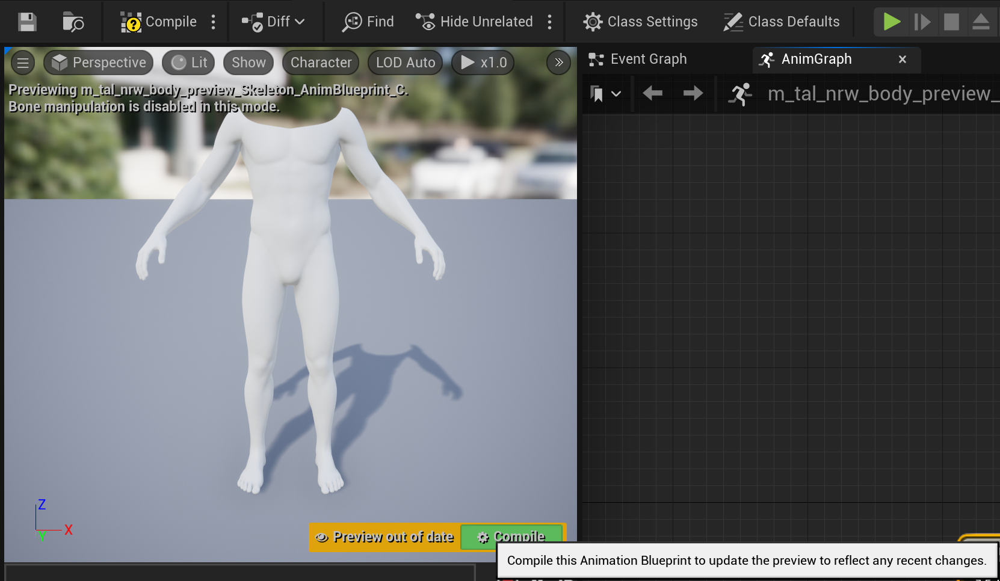 Compile
Diff
Find
Hide Unrelated
Class Settings
Class Defaults
Perspective
Lit
Show
Character
LOD Auto
x1.0
Previewing m_tal_nrw_body_preview_Skeleton_AnimBlueprint_C.
Bone manipulation is disabled in this mode.
Event Graph
AnimGraph
m_tal_nrw_body_preview_
Z
X
Y
Preview out of date
Compile
Compile this Animation Blueprint to update the preview to reflect any recent changes.